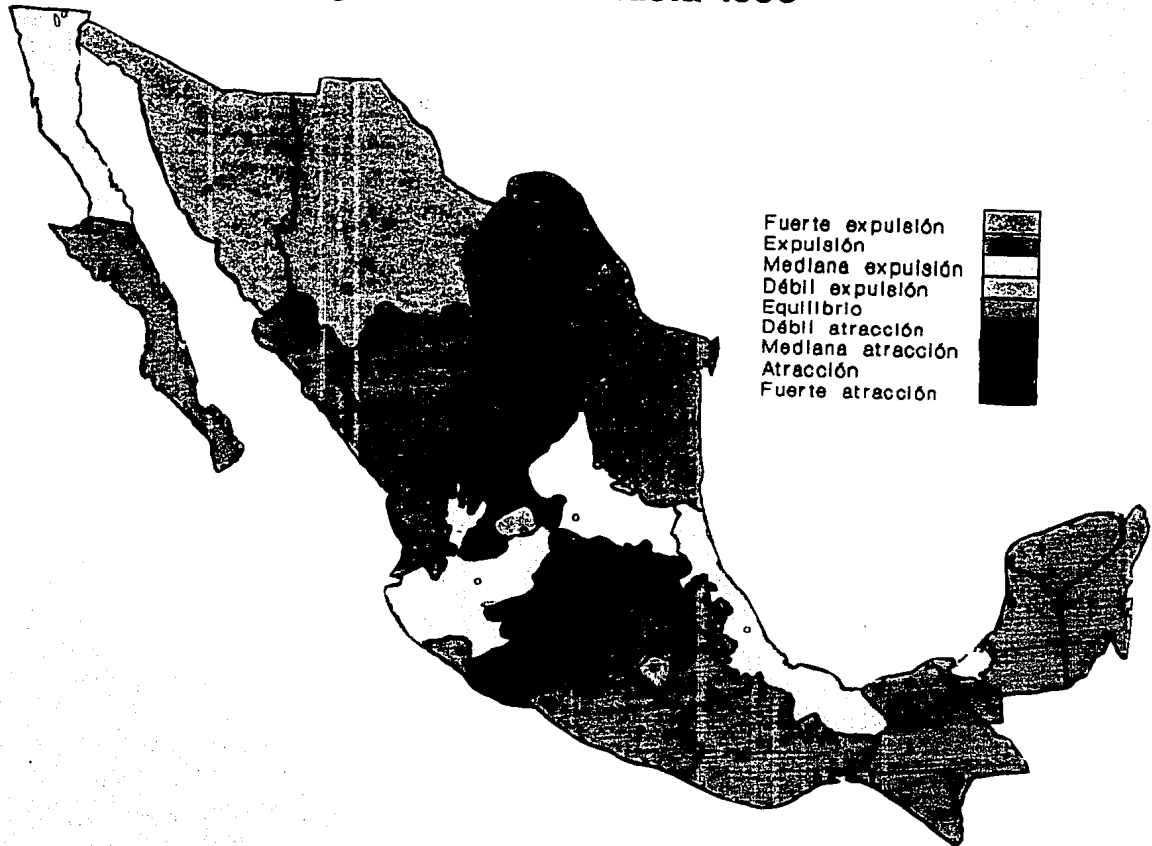 Fuerte expulsión
Expulsión
Mediana expulsión
Débil expulsión
Equilibrio
Débil atracción
Mediana atracción
Atracción
Fuerte atracción